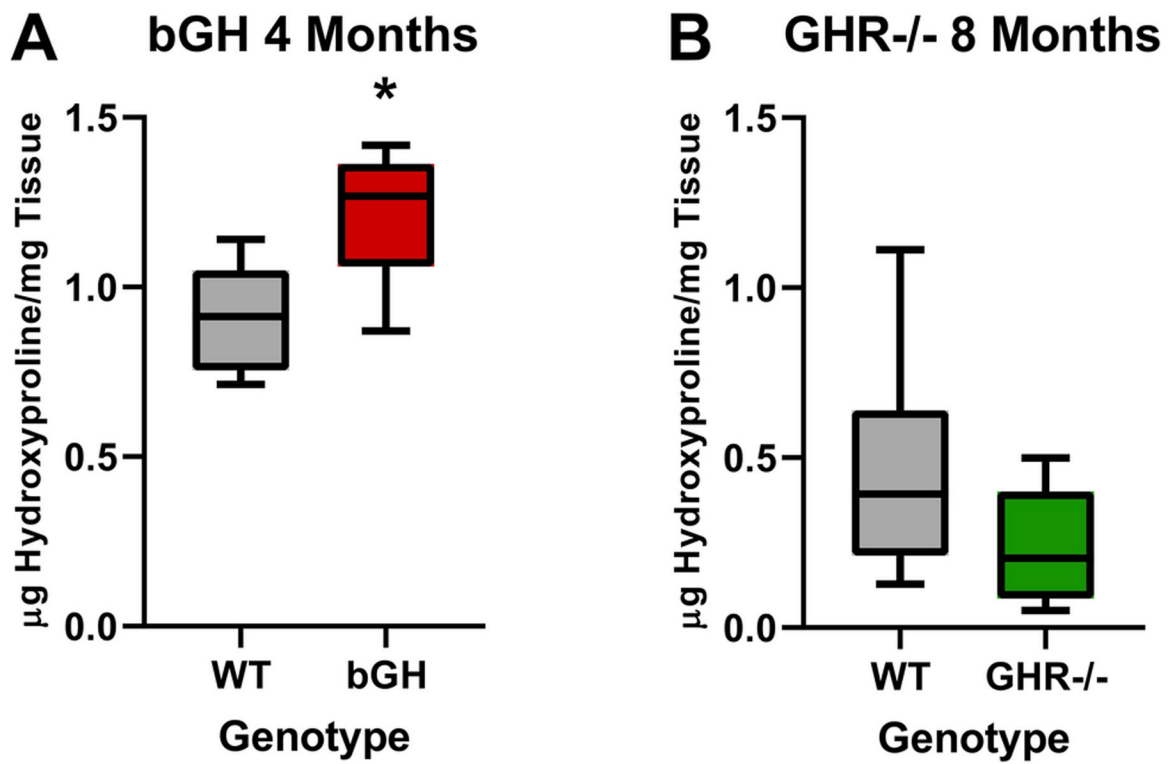 A
bGH 4 Months
*
μg Hydroxyproline/mg Tissue
1.5
1.0
0.5
0.0
WT
bGH
Genotype
B
GHR-/- 8 Months
μg Hydroxyproline/mg Tissue
1.5
1.0
0.5
0.0
WT
GHR-/-
Genotype